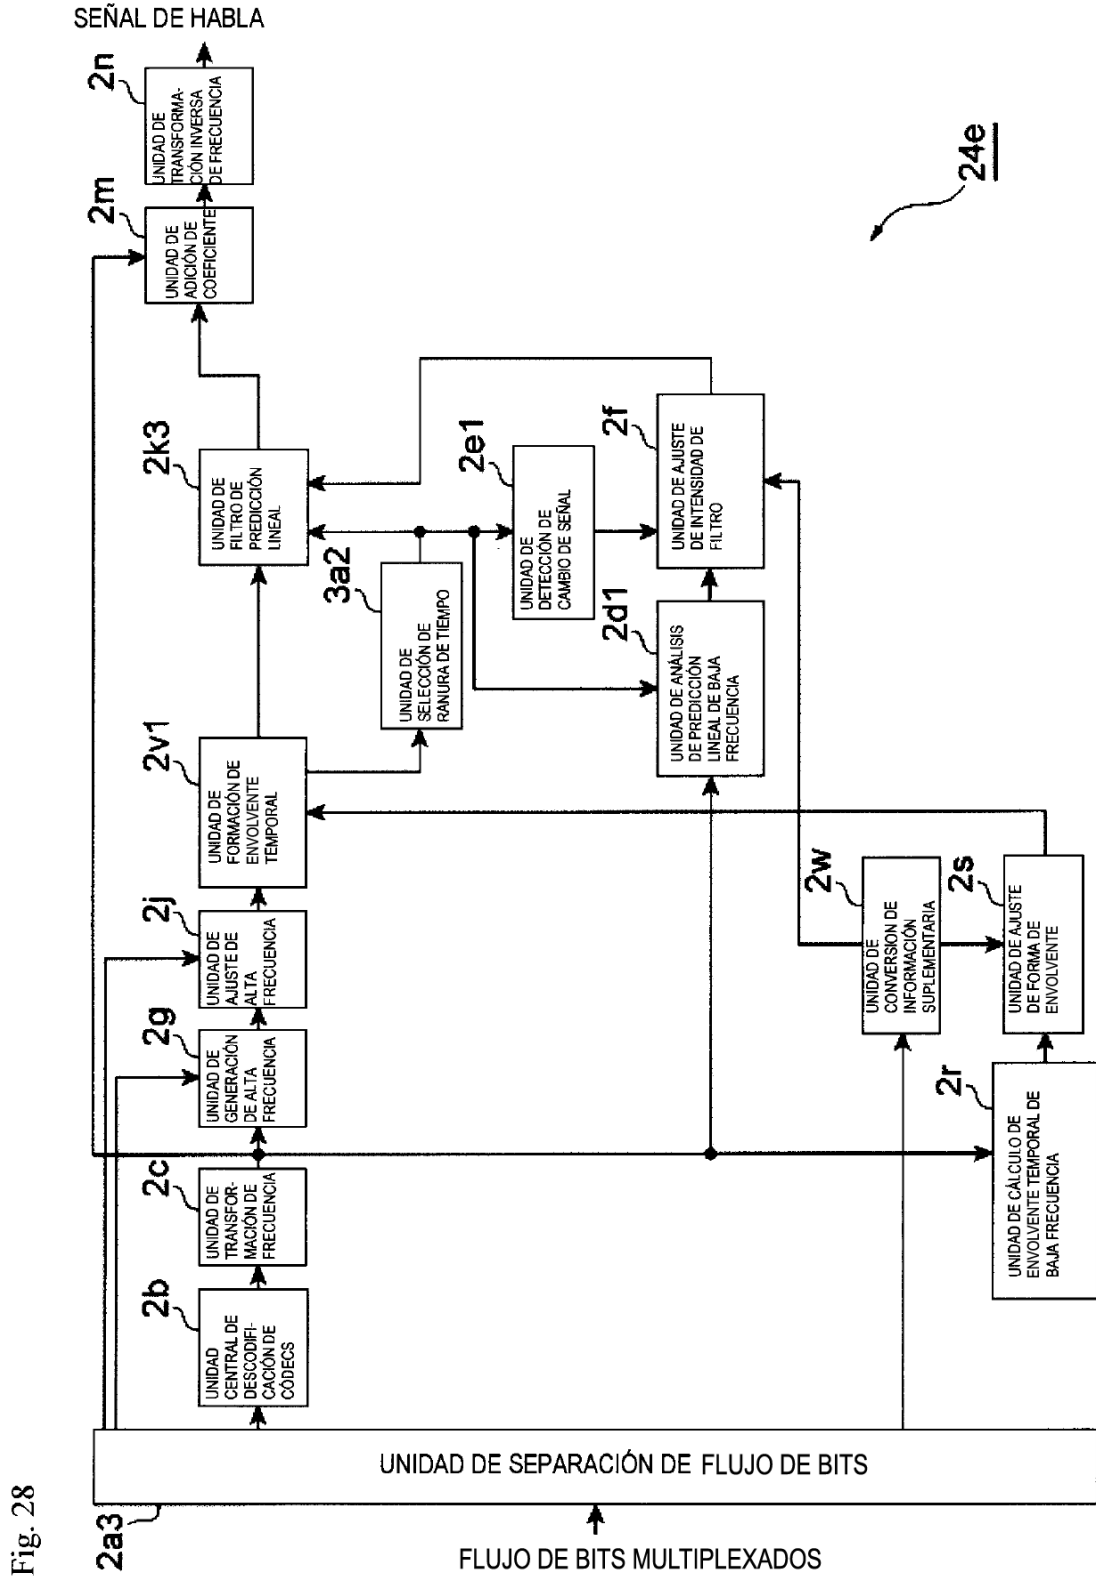 Fig. 28
FLUJO DE BITS MULTIPLEXADOS
2a3
UNIDAD DE SEPARACIÓN DE FLUJO DE BITS
2b
UNIDAD
CENTRAL DE
DESCODIFI-
CACIÓN DE
CÓDECS
2c
UNIDAD DE
TRANSFOR-
MACIÓN DE
FRECUENCIA
2g
UNIDAD DE
GENERACIÓN
DE ALTA
FRECUENCIA
2j
UNIDAD DE
AJUSTE DE
ALTA
FRECUENCIA
2v1
UNIDAD DE
FORMACIÓN DE
ENVOLVENTE
TEMPORAL
2k3
UNIDAD DE
FILTRO DE
PREDICCIÓN
LINEAL
2m
UNIDAD DE
ADICIÓN DE
COEFICIENTE
2n
UNIDAD DE
TRANSFORMA-
CIÓN INVERSA
DE FRECUENCIA
SEÑAL DE HABLA
3a2
UNIDAD DE
SELECCIÓN DE
RANURA DE TIEMPO
2e1
UNIDAD DE
DETECCIÓN DE
CAMBIO DE SEÑAL
2d1
UNIDAD DE ANÁLISIS
DE PREDICCIÓN
LINEAL DE BAJA
FRECUENCIA
2f
UNIDAD DE AJUSTE
DE INTENSIDAD DE
FILTRO
2w
UNIDAD DE
CONVERSION DE
INFORMACIÓN
SUPLEMENTARIA
2r
UNIDAD DE CÁLCULO DE
ENVOLVENTE TEMPORAL DE
BAJA FRECUENCIA
2s
UNIDAD DE AJUSTE
DE FORMA DE
ENVOLVENTE
24e